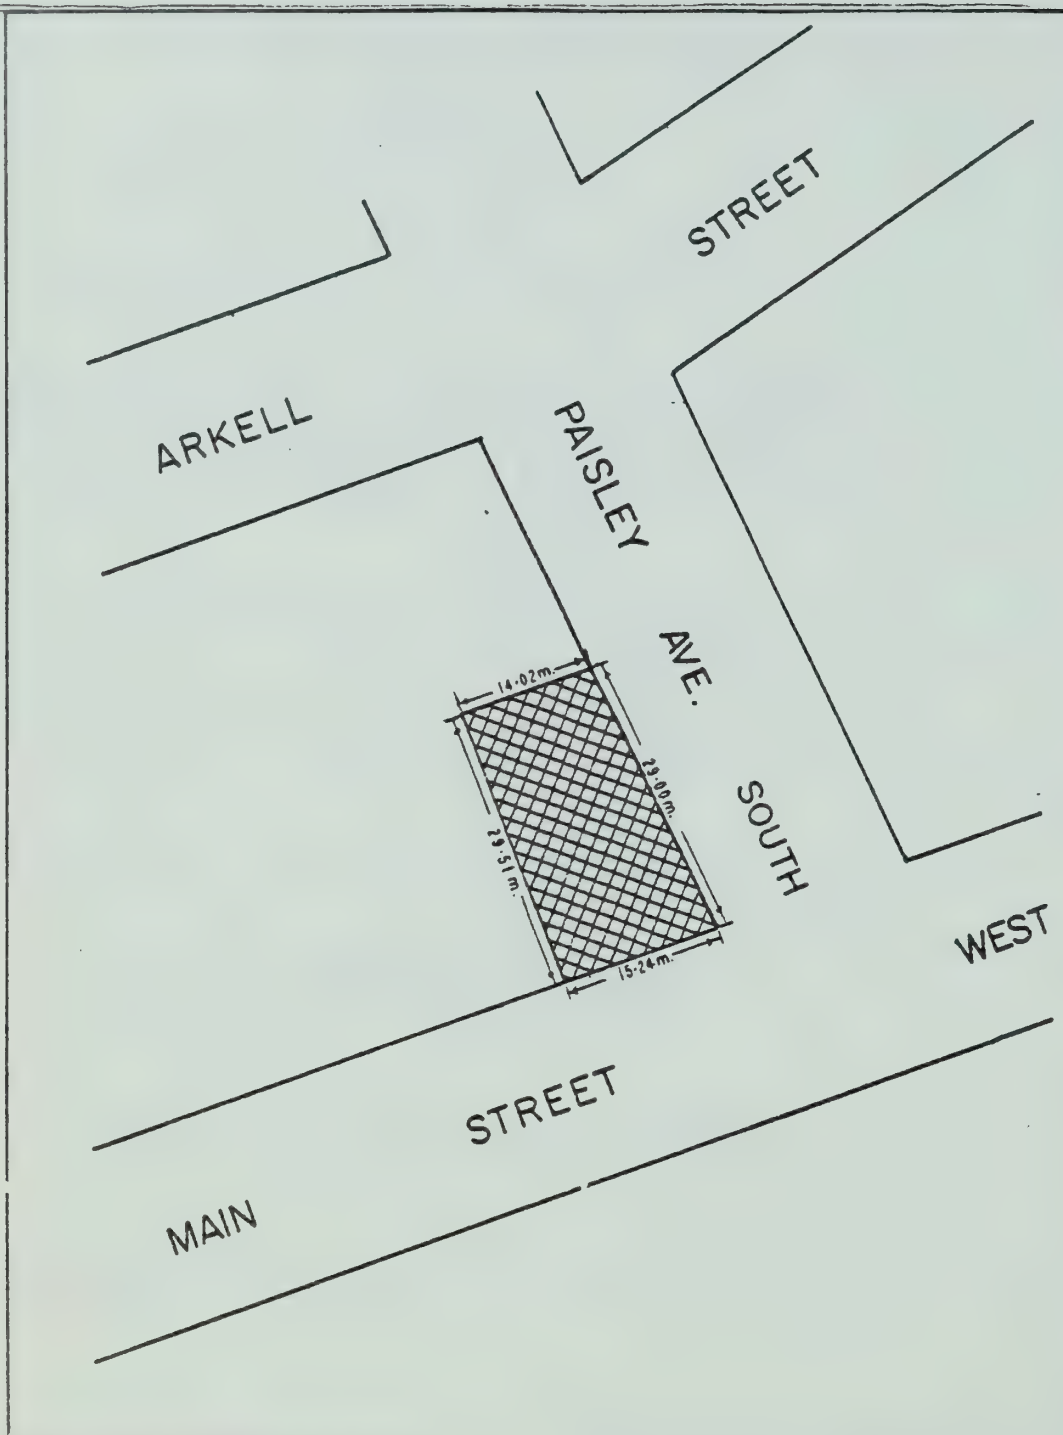 ARKELL STREET
PAISLEY AVE. SOUTH
14·02m.
29·00m.
29·51m.
15·24m.
MAIN STREET WEST